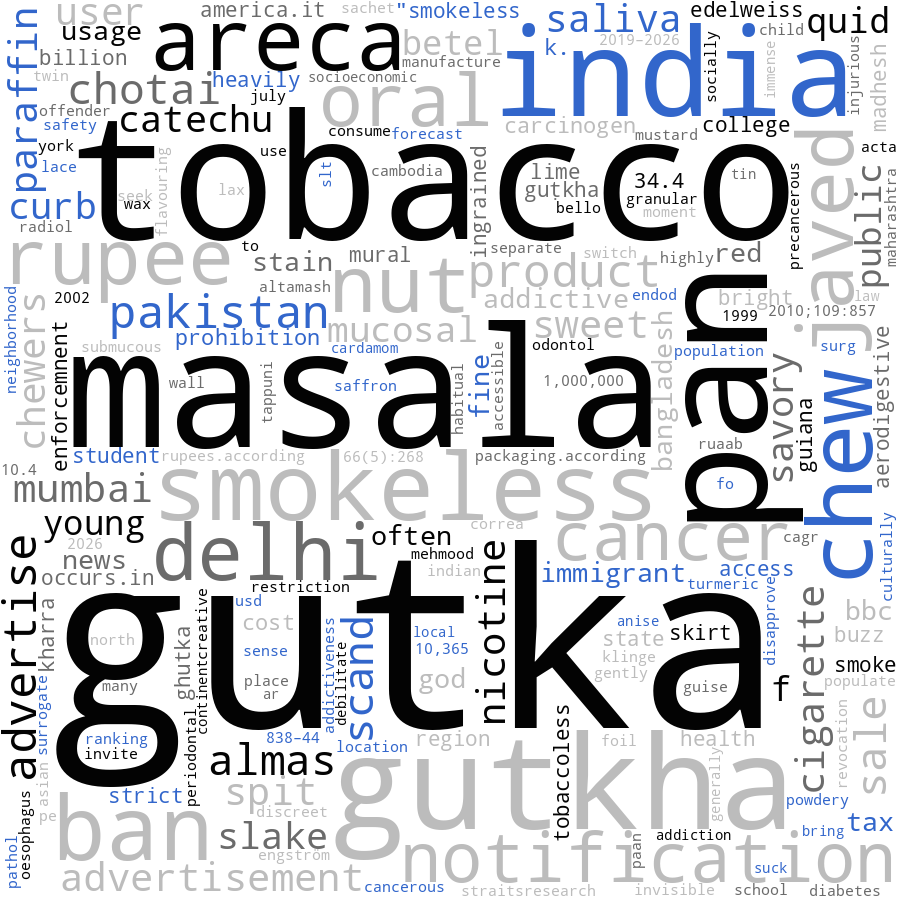 user
america.it
sachet
"smokeless
saliva
edelweiss
quid
usage
areca
betel
india
k.
2019–2026
child
billion
manufacture
socially
immense
injurious
madhesh
paraffin
twin
chotai
heavily
socioeconomic
oral
july
offender
safety
catechu
consume
forecast
carcinogen
mustard
college
york
tobacco
use
slt
cambodia
lime
gutkha
34.4
granular
bello
moment
tin
javed
public
acta
maharashtra
lace
seek
wax
flavouring
lax
ingrained
precancerous
curb
radiol
rupee
to
stain
mural
separate
switch
highly
red
altamash
nut
product
addictive
endod
bright
law
neighborhood
2002
pakistan
mucosal
sweet
pan
1999
2010;109:857
chewers
enforcemnent
prohibition
submucous
cardamom
odontol
bangladesh
population
surg
aerodigestive
masala
wall
tappuni
saffron
habitual
fine
accessible
1,000,000
savory
guiana
chew
student
rupees.according
66(5):268
packaging.according
ruaab
10.4
mumbai
smokeless
fo
young
delhi
often
correa
cancer
cagr
culturally
2026
news
mehmood
indian
immigrant
access
occurs.in
restriction
turmeric
advertise
kharra
gutka
usd
continentcreative
nicotine
disapprove
cigarette
bbc
buzz
north
ghutka
cost
sense
addictiveness
debilitate
scand
local
10,365
anise
state
skirt
klinge
gently
smoke
populate
many
place
ar
god
guise
f
surrogate
asian
ranking
invite
periodontal
838–44
location
region
tobaccoless
foil
health
revocation
sale
almas
generally
strict
spit
discreet
gutkha
powdery
pe
oesophagus
ban
slake
engström
notification
paan
addiction
bring
tax
pathol
advertisement
cancerous
straitsresearch
invisible
school
suck
diabetes